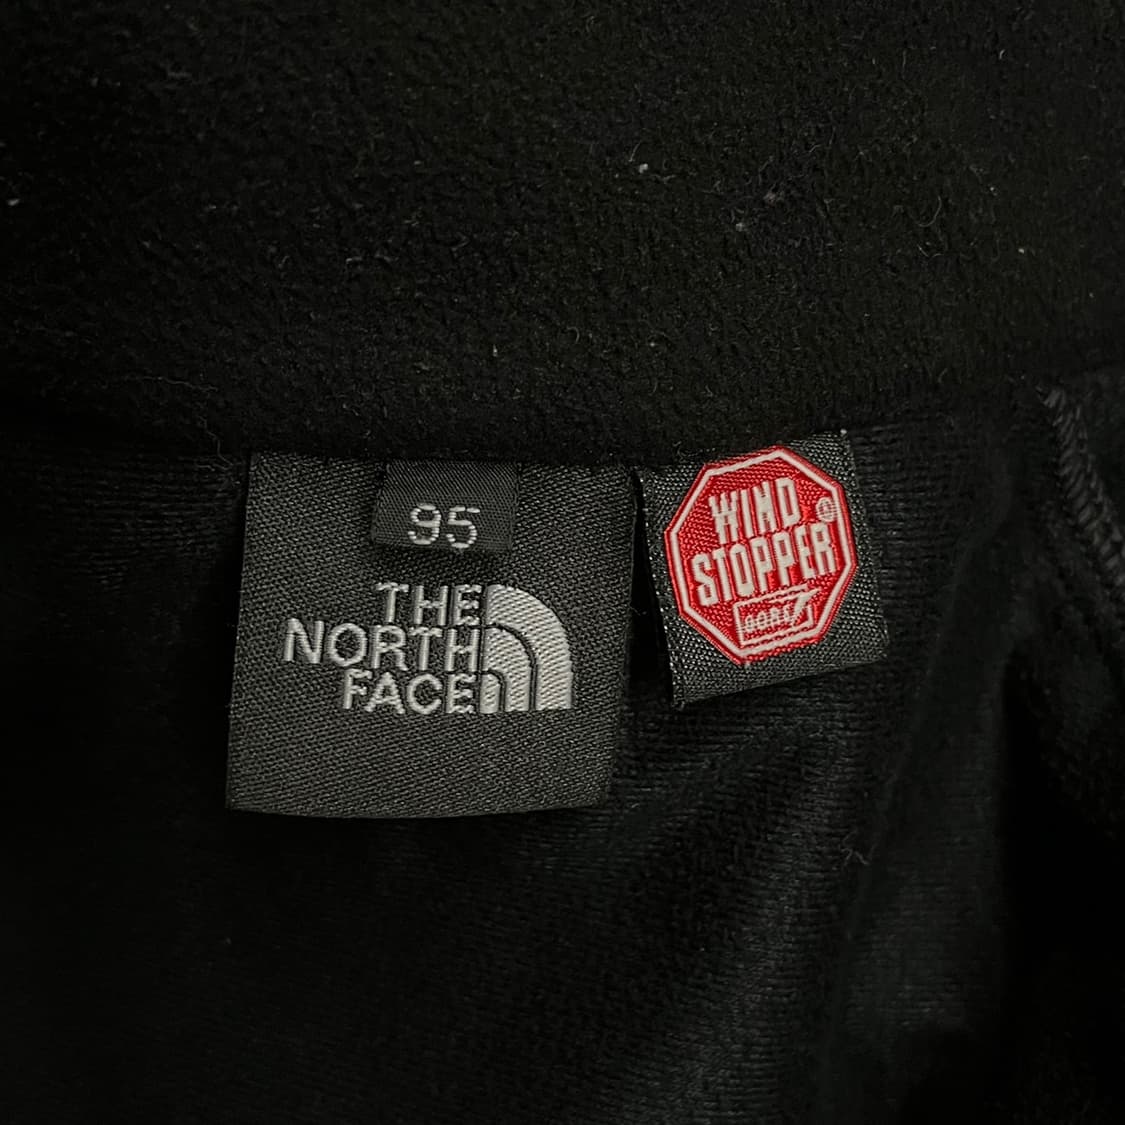 95
THE
NORTH
FACE
WIND
STOPPER
GORE